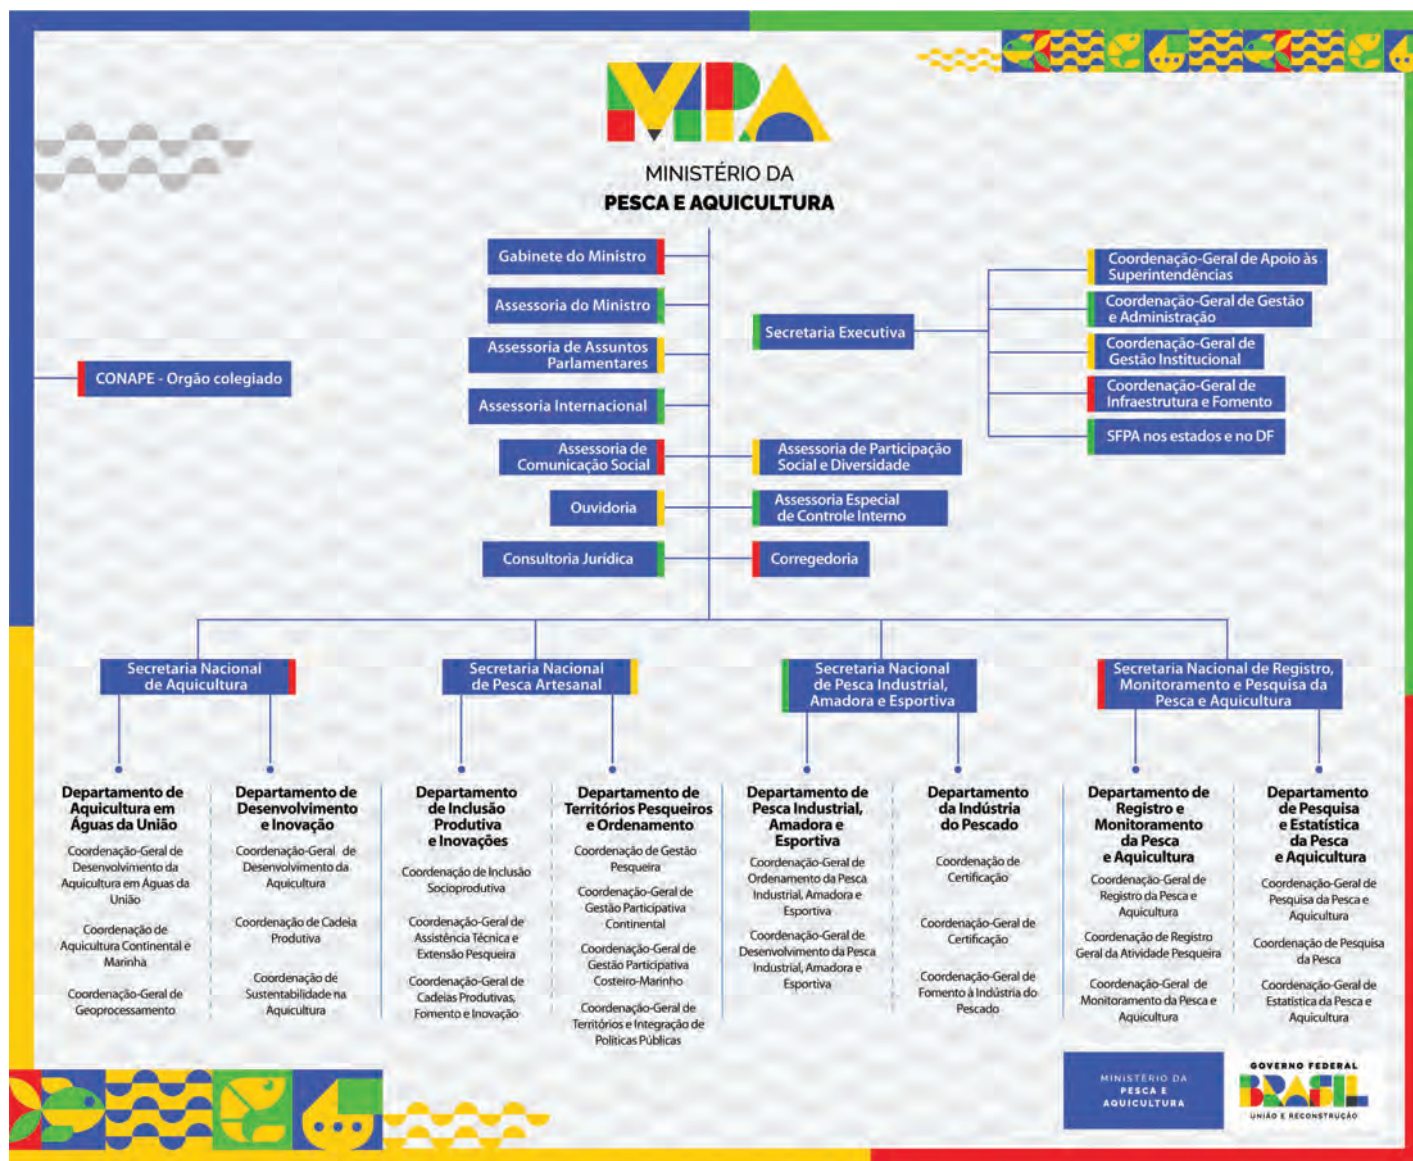 MPA
MINISTÉRIO DA
PESCA E AQUICULTURA
Gabinete do Ministro
Assessoria do Ministro
Assessoria de Assuntos
Parlamentares
Assessoria Internacional
Assessoria de
Comunicação Social
Ouvidoria
Consultoria Jurídica
CONAPE - Orgão colegiado
Secretaria Executiva
Coordenação-Geral de Apoio às
Superintendências
Coordenação-Geral de Gestão
e Administração
Coordenação-Geral de
Gestão Institucional
Coordenação-Geral de
Infraestrutura e Fomento
SFPA nos estados e no DF
Assessoria de Participação
Social e Diversidade
Assessoria Especial
de Controle Interno
Corregedoria
Secretaria Nacional
de Aquicultura
Secretaria Nacional
de Pesca Artesanal
Secretaria Nacional
de Pesca Industrial,
Amadora e Esportiva
Secretaria Nacional de Registro,
Monitoramento e Pesquisa da
Pesca e Aquicultura
Departamento de
Aquicultura em
Águas da União
Coordenação-Geral de
Desenvolvimento da
Aquicultura em Águas da
União
Coordenação de
Aquicultura Continental e
Marinha
Coordenação-Geral de
Geoprocessamento
Departamento de
Desenvolvimento
e Inovação
Coordenação-Geral de
Desenvolvimento da
Aquicultura
Coordenação de Cadeia
Produtiva
Coordenação de
Sustentabilidade na
Aquicultura
Departamento
de Inclusão
Produtiva
e Inovações
Coordenação de Inclusão
Socioprodutiva
Coordenação-Geral de
Assistência Técnica e
Extensão Pesqueira
Coordenação-Geral de
Cadeias Produtivas,
Fomento e Inovação
Departamento de
Territórios Pesqueiros
e Ordenamento
Coordenação de Gestão
Pesqueira
Coordenação-Geral de
Gestão Participativa
Continental
Coordenação-Geral de
Gestão Participativa
Costeiro-Marinho
Coordenação-Geral de
Territórios e Integração de
Políticas Públicas
Departamento de
Pesca Industrial,
Amadora e
Esportiva
Coordenação-Geral de
Ordenamento da Pesca
Industrial, Amadora e
Esportiva
Coordenação-Geral de
Desenvolvimento da Pesca
Industrial, Amadora e
Esportiva
Departamento
da Indústria
do Pescado
Coordenação de
Certificação
Coordenação-Geral de
Certificação
Coordenação-Geral de
Fomento à Indústria do
Pescado
Departamento de
Registro e
Monitoramento
da Pesca
e Aquicultura
Coordenação-Geral de
Registro da Pesca e
Aquicultura
Coordenação de Registro
Geral da Atividade Pesqueira
Coordenação-Geral de
Monitoramento da Pesca e
Aquicultura
Departamento
de Pesquisa
e Estatística
da Pesca
e Aquicultura
Coordenação-Geral de
Pesquisa da Pesca e
Aquicultura
Coordenação de Pesquisa
da Pesca
Coordenação-Geral de
Estatística da Pesca e
Aquicultura
MINISTÉRIO DA
PESCA E
AQUICULTURA
GOVERNO FEDERAL
BRASIL
UNIÃO E RECONSTRUÇÃO